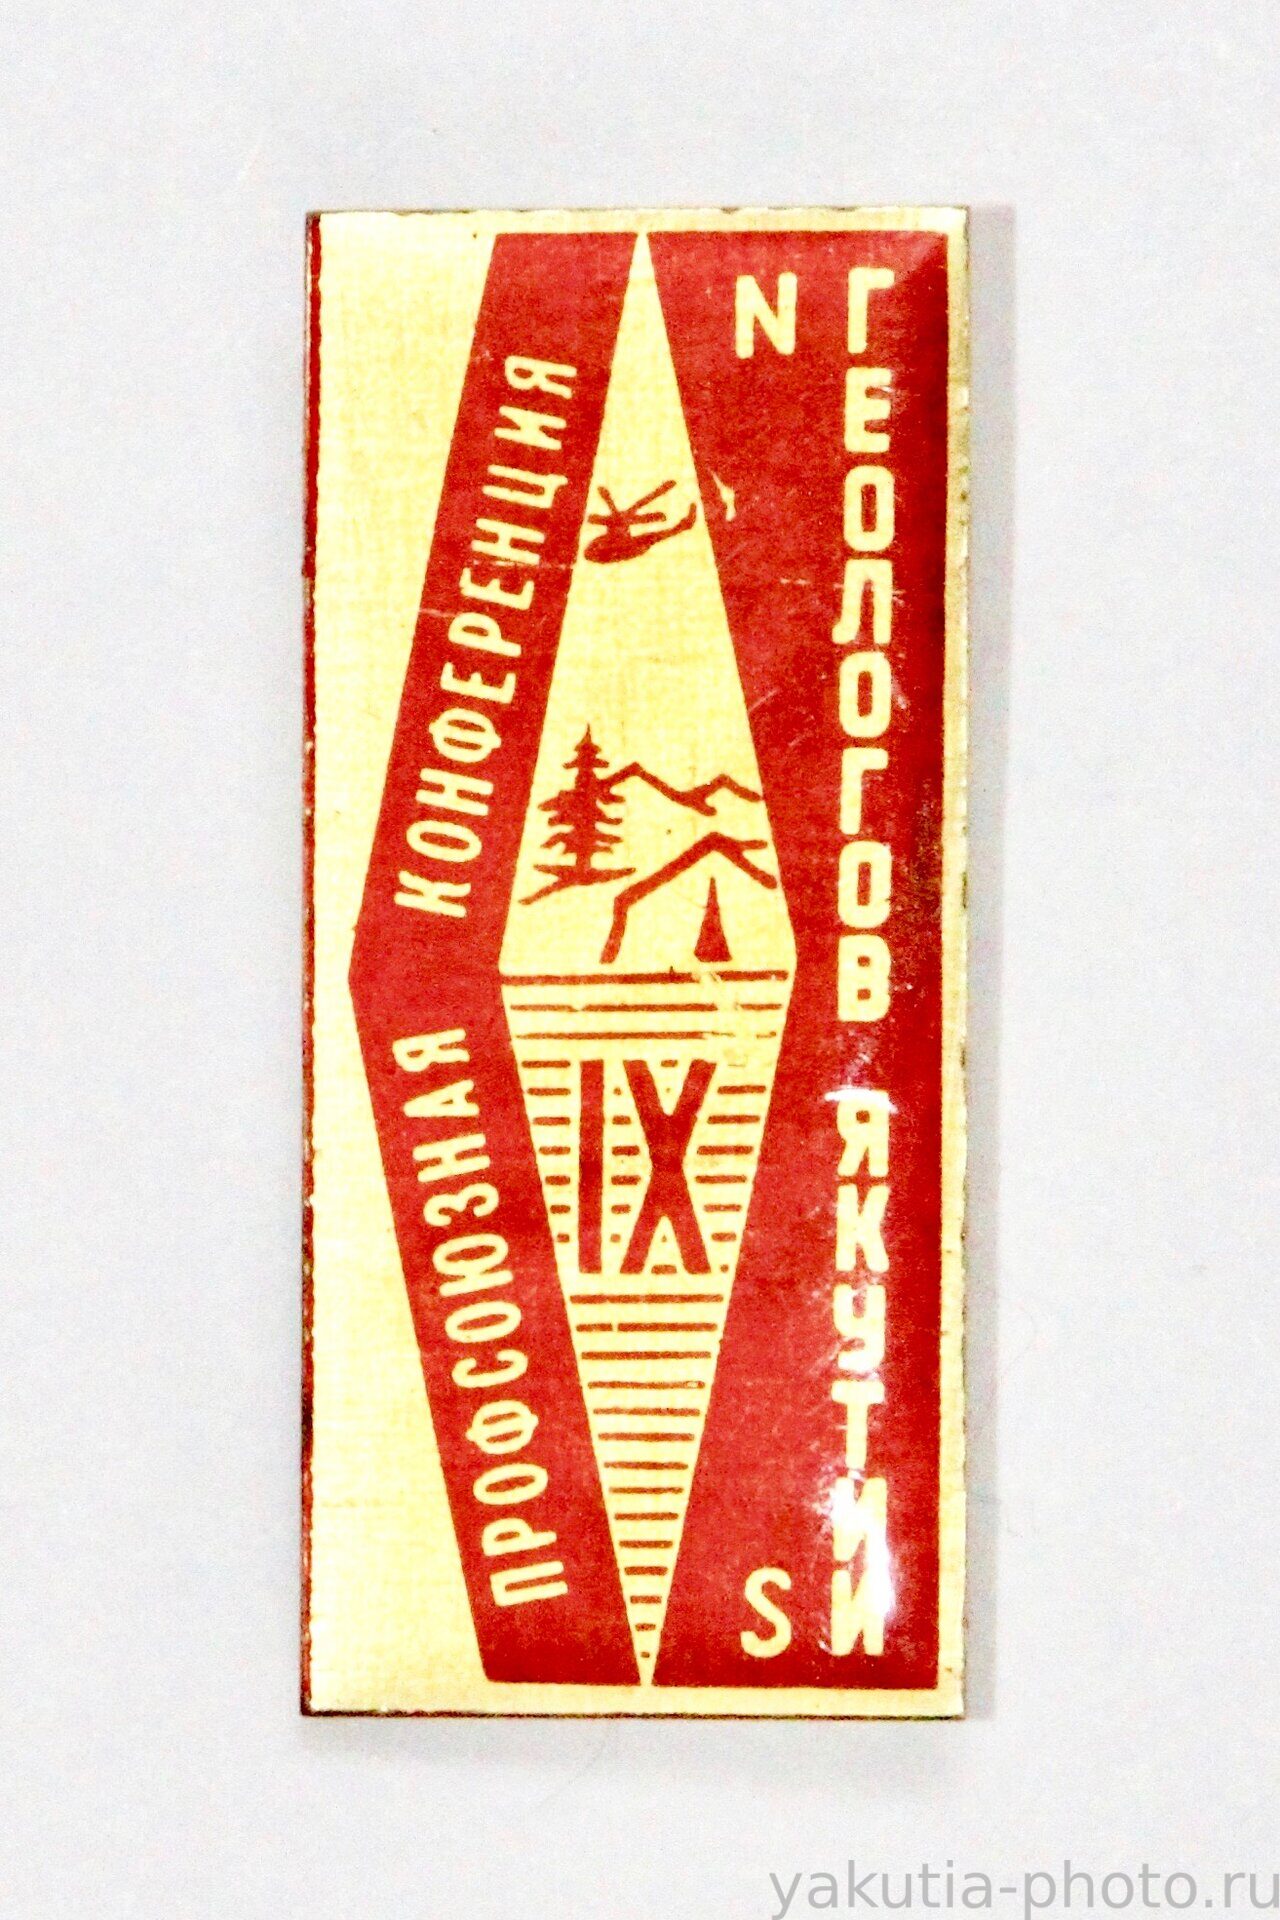 IX
ПРОФСОЮЗНАЯ КОНФЕРЕНЦИЯ
ГЕОЛОГОВ ЯКУТИИ
N
S
yakutia-photo.ru